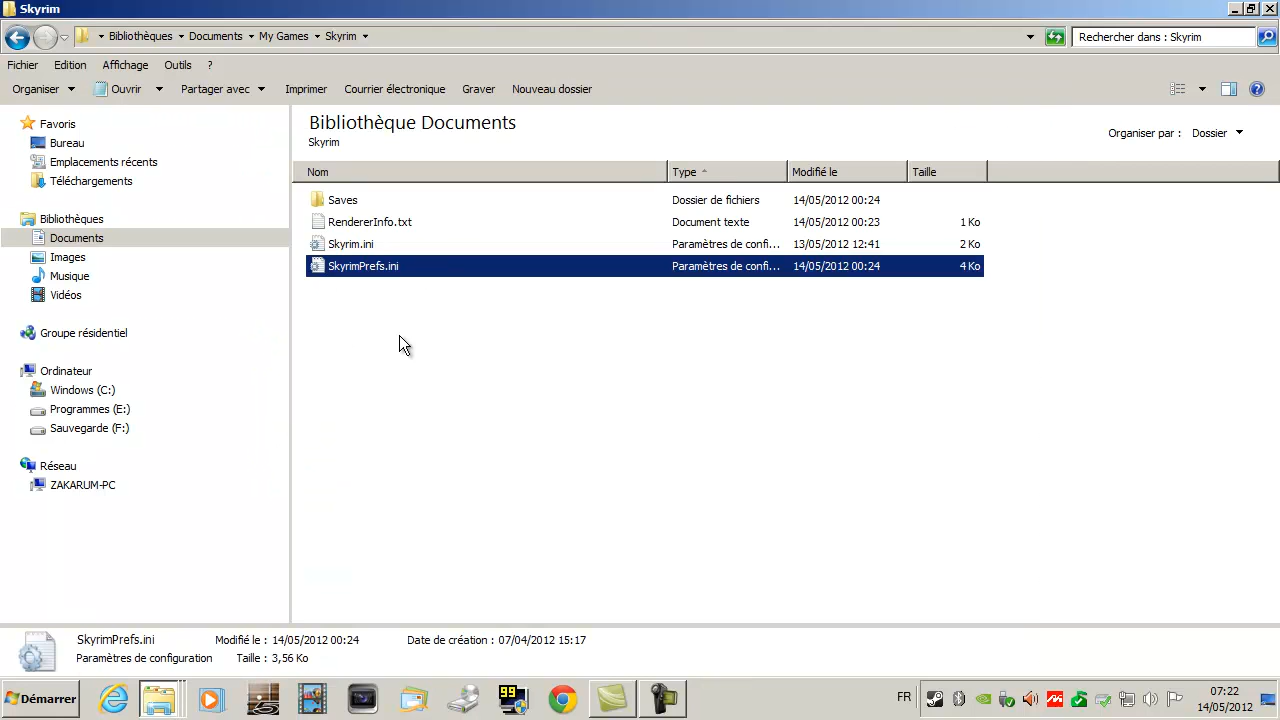 Skyrim
Bibliothèques Documents My Games Skyrim
Rechercher dans : Skyrim
Fichier Edition Affichage Outils ?
Organiser Ouvrir Partager avec Imprimer Courrier électronique Graver Nouveau dossier
Favoris
Bureau
Emplacements récents
Téléchargements
Bibliothèques
Documents
Images
Musique
Vidéos
Groupe résidentiel
Ordinateur
Windows (C:)
Programmes (E:)
Sauvegarde (F:)
Réseau
ZAKARUM-PC
Bibliothèque Documents
Skyrim
Organiser par : Dossier
Nom Type Modifié le Taille
Saves Dossier de fichiers 14/05/2012 00:24
RendererInfo.txt Document texte 14/05/2012 00:23 1 Ko
Skyrim.ini Paramètres de confi... 13/05/2012 12:41 2 Ko
SkyrimPrefs.ini Paramètres de confi... 14/05/2012 00:24 4 Ko
SkyrimPrefs.ini Modifié le : 14/05/2012 00:24 Date de création : 07/04/2012 15:17
Paramètres de configuration Taille : 3,56 Ko
Démarrer
99
FR
07:22
14/05/2012